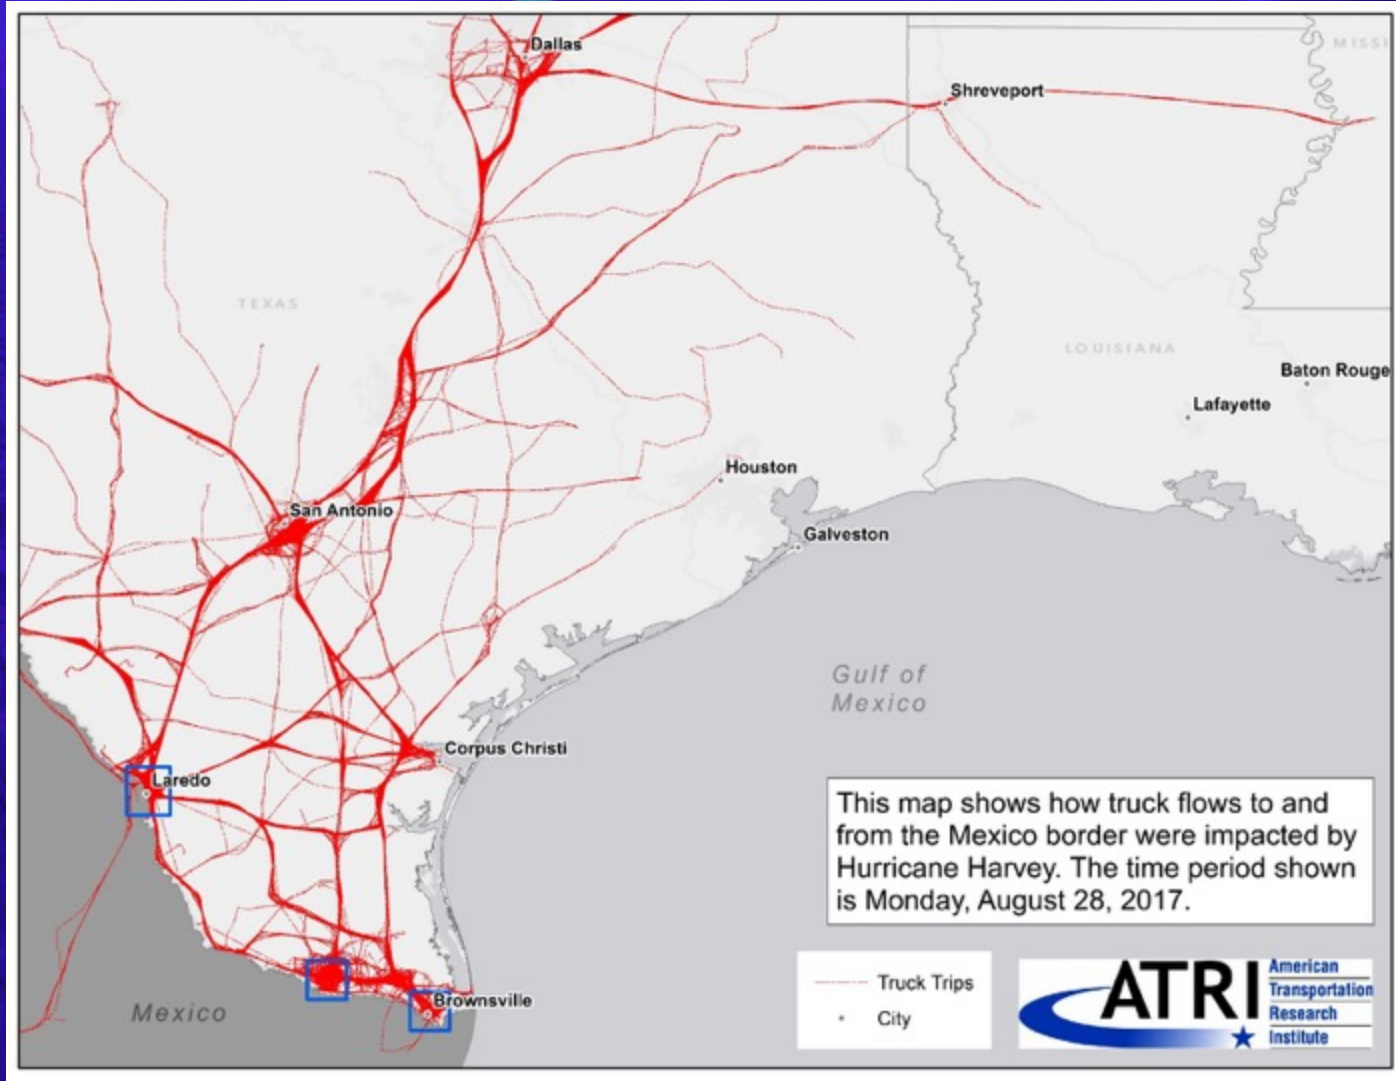 Dallas
MISSI
Shreveport
TEXAS
LOUISIANA
Baton Rouge
Lafayette
Houston
San Antonio
Galveston
Gulf of
Mexico
Corpus Christi
Laredo
This map shows how truck flows to and
from the Mexico border were impacted by
Hurricane Harvey. The time period shown
is Monday, August 28, 2017.
Brownsville
Mexico
Truck Trips
City
ATRI
American
Transportation
Research
Institute